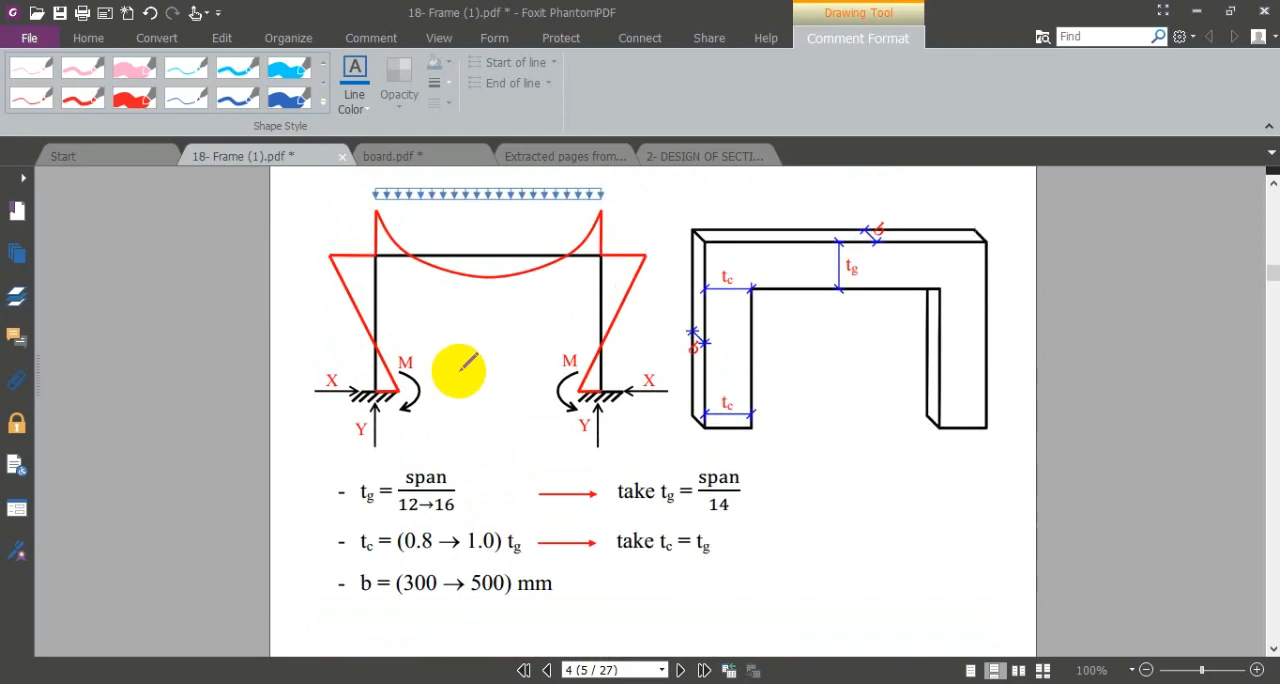 18- Frame (1).pdf * - Foxit PhantomPDF
Drawing Tool
File Home Convert Edit Organize Comment View Form Protect Connect Share Help Comment Format
Find
A
Line Color
Opacity
Start of line
End of line
Shape Style
Start
18- Frame (1).pdf *
board.pdf *
Extracted pages from...
2- DESIGN OF SECTI...
b
tg
tc
b
tc
M
M
X
X
Y
Y
- tg = span / 12→16 take tg = span / 14
- tc = (0.8 → 1.0) tg take tc = tg
- b = (300 → 500) mm
4 (5 / 27)
100%